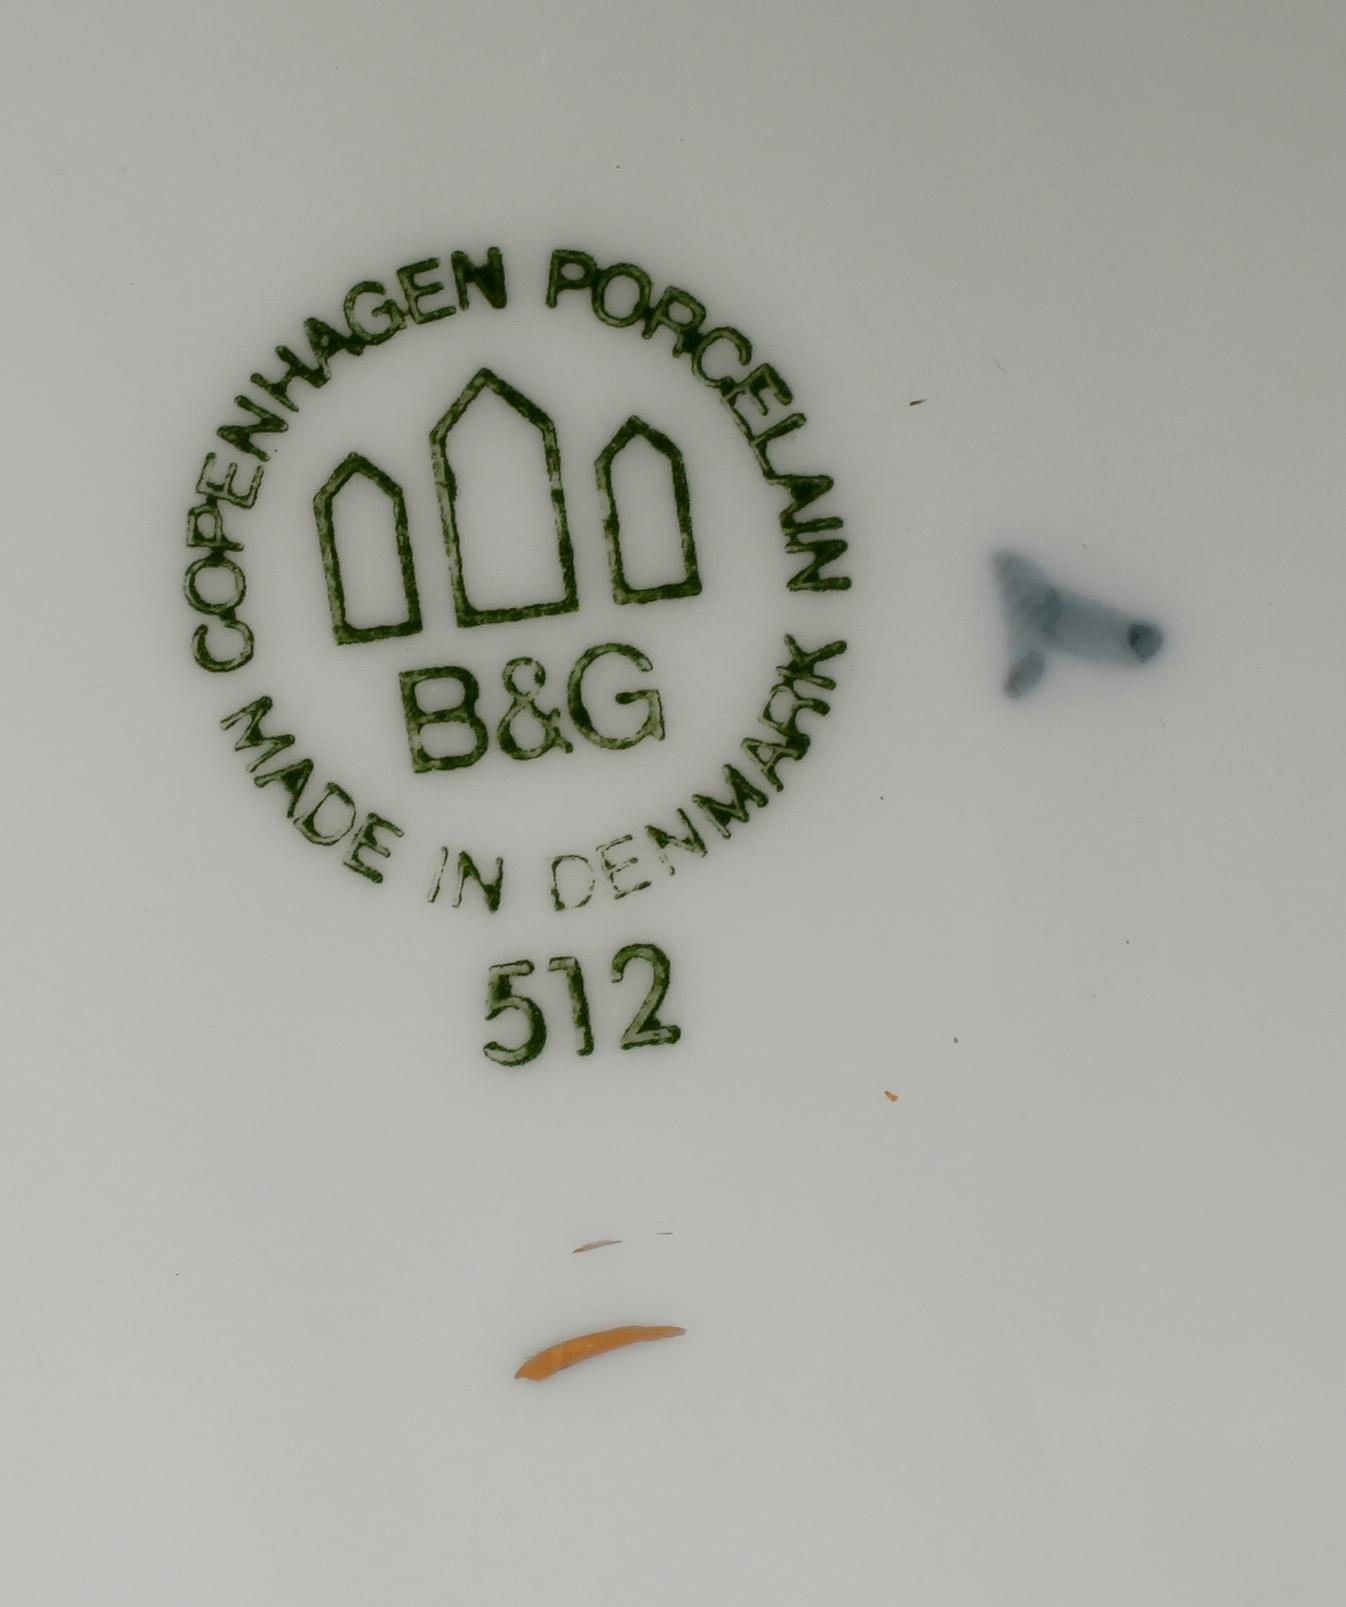 COPENHAGEN PORCELAIN
B&G
MADE IN DENMARK
512